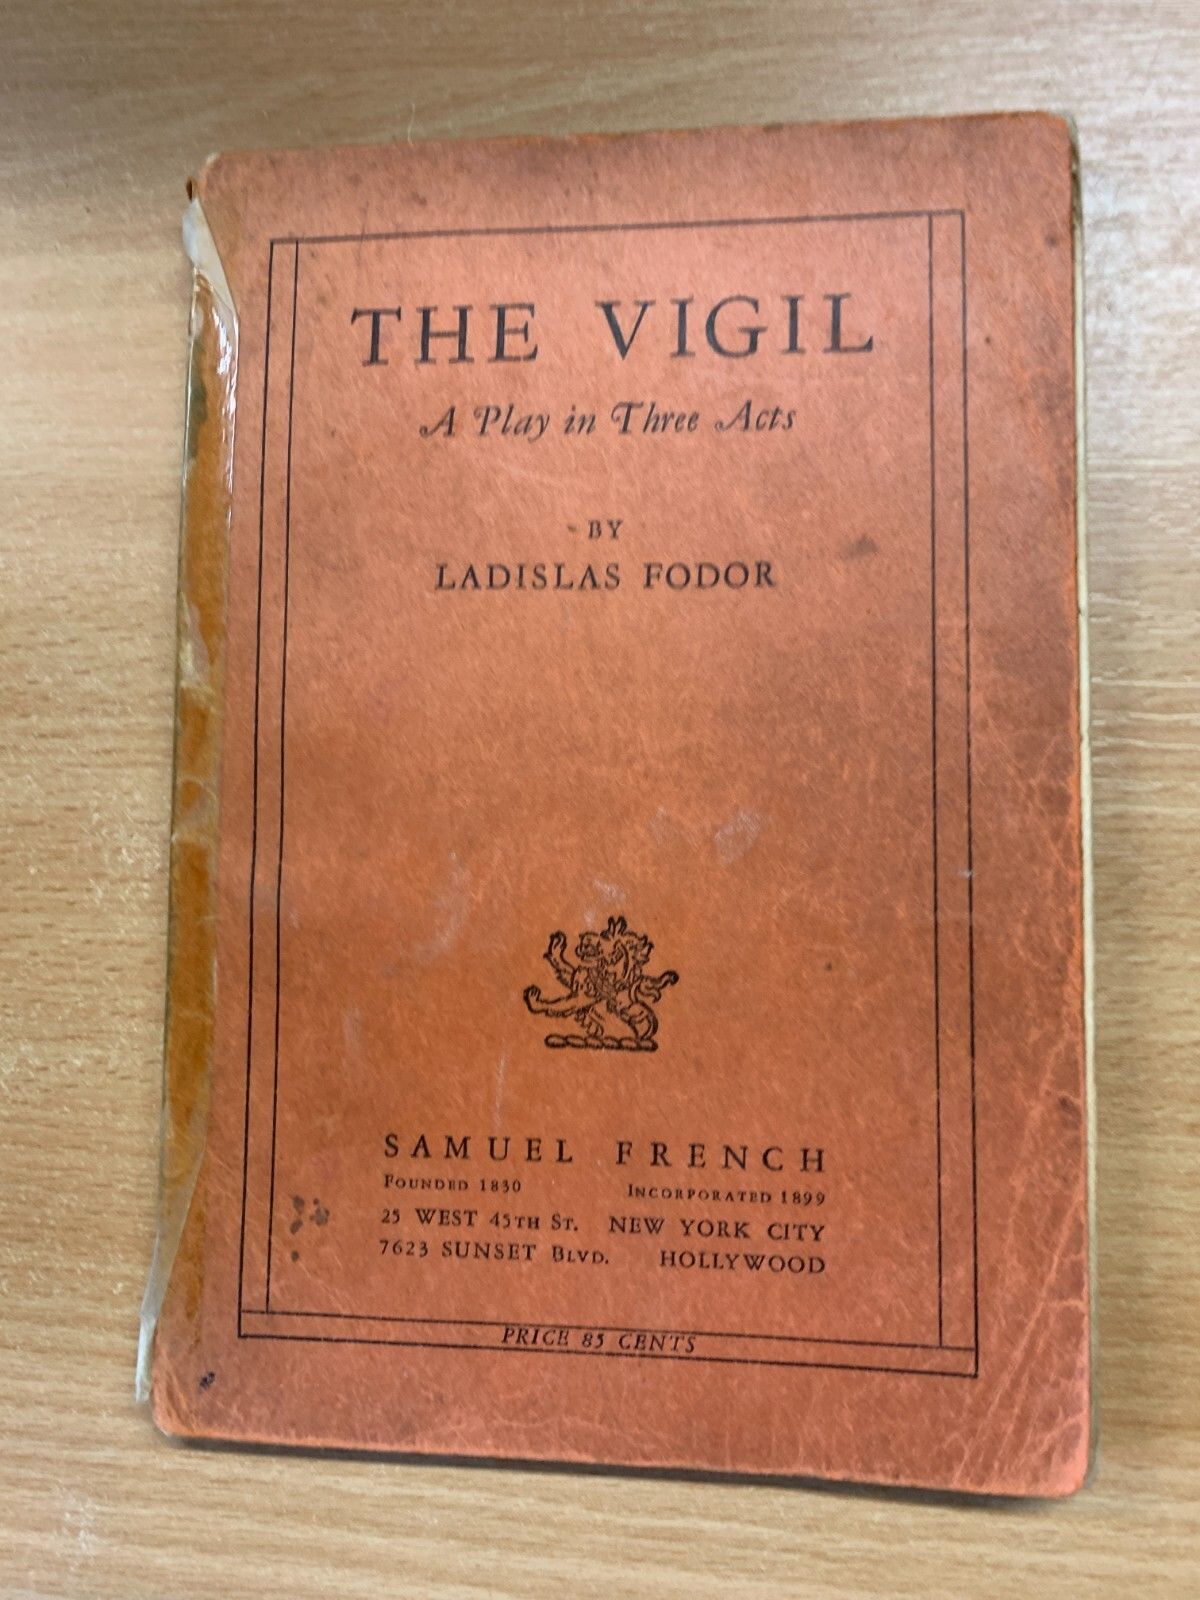 THE VIGIL
A Play in Three Acts
BY
LADISLAS FODOR
SAMUEL FRENCH
FOUNDED 1830 INCORPORATED 1899
25 WEST 45TH ST. NEW YORK CITY
7623 SUNSET BLVD. HOLLYWOOD
PRICE 85 CENTS